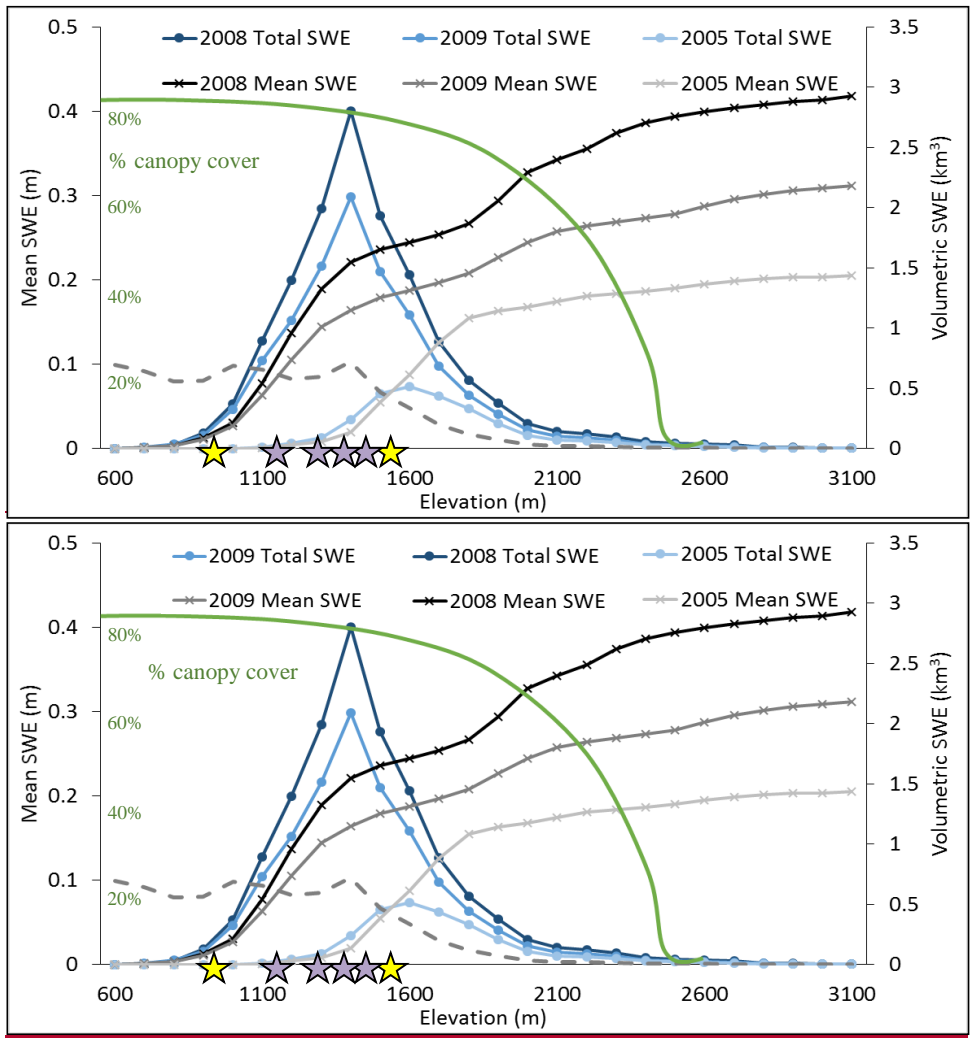 0.5
3.5
2008 Total SWE 2009 Total SWE 2005 Total SWE
2008 Mean SWE 2009 Mean SWE 2005 Mean SWE
3
0.4
80%
2.5
% canopy cover
0.3
60%
2
0.2
40%
1.5
1
0.1
20%
0.5
0
0
Mean SWE (m)
Volumetric SWE (km³)
600 1100 1600 2100 2600 3100
Elevation (m)
0.5
3.5
2009 Total SWE 2008 Total SWE 2005 Total SWE
2009 Mean SWE 2008 Mean SWE 2005 Mean SWE
3
0.4
80%
2.5
% canopy cover
0.3
60%
2
0.2
40%
1.5
1
0.1
20%
0.5
0
0
Mean SWE (m)
Volumetric SWE (km³)
600 1100 1600 2100 2600 3100
Elevation (m)